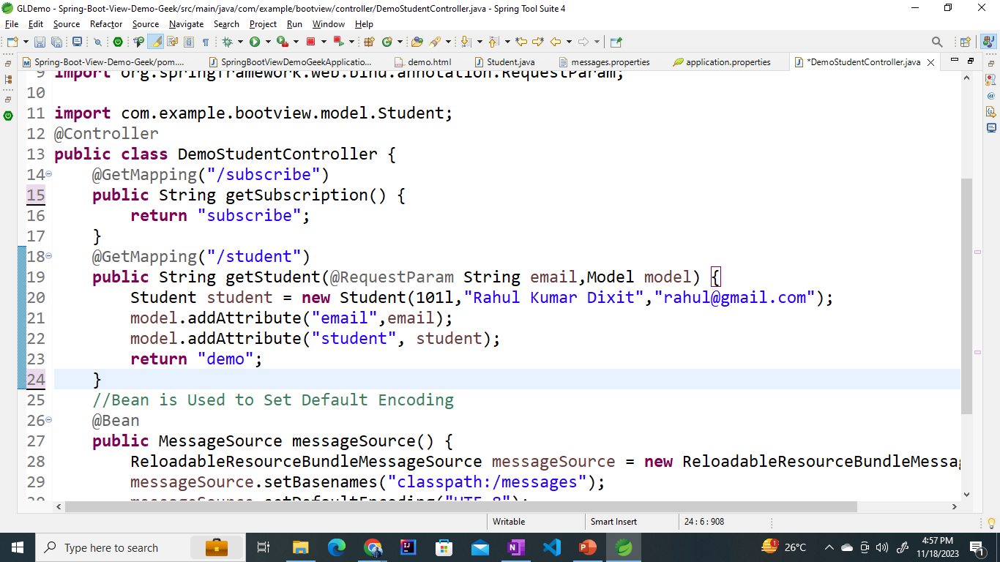 GLDemo - Spring-Boot-View-Demo-Geek/src/main/java/com/example/bootview/controller/DemoStudentController.java - Spring Tool Suite 4
File Edit Source Refactor Source Navigate Search Project Run Window Help
Spring-Boot-View-Demo-Geek/pom.... SpringBootViewDemoGeekApplicatio... demo.html Student.java messages.properties application.properties *DemoStudentController.java
9 import org.springframework.web.bind.annotation.RequestParam;
10
11 import com.example.bootview.model.Student;
12 @Controller
13 public class DemoStudentController {
14 @GetMapping("/subscribe")
15 public String getSubscription() {
16 return "subscribe";
17 }
18 @GetMapping("/student")
19 public String getStudent(@RequestParam String email,Model model) {
20 Student student = new Student(101l,"Rahul Kumar Dixit","rahul@gmail.com");
21 model.addAttribute("email",email);
22 model.addAttribute("student", student);
23 return "demo";
24 }
25 //Bean is Used to Set Default Encoding
26 @Bean
27 public MessageSource messageSource() {
28 ReloadableResourceBundleMessageSource messageSource = new ReloadableResourceBundleMessa
29 messageSource.setBasenames("classpath:/messages");
30 messageSource.setDefaultEncoding("UTF-8");
Writable Smart Insert 24 : 6 : 908
Type here to search 1 26°C 4:57 PM
11/18/2023 1